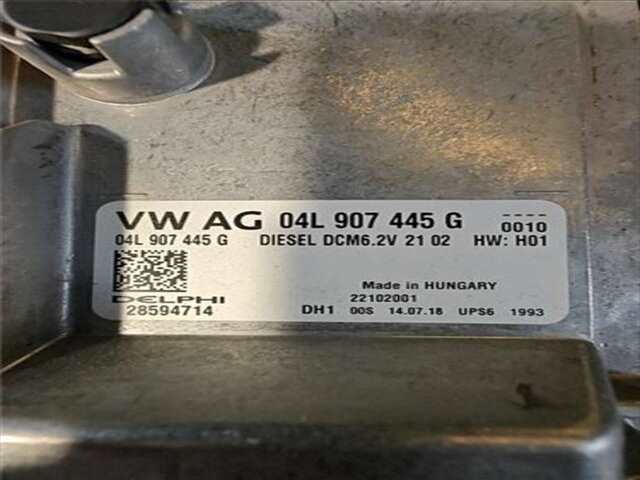 VW AG 04L 907 445 G ----
0010
04L 907 445 G DIESEL DCM6.2V 21 02 HW: H01
Made in HUNGARY
DELPHI 22102001
28594714 DH1 00S 14.07.18 UPS6 1993